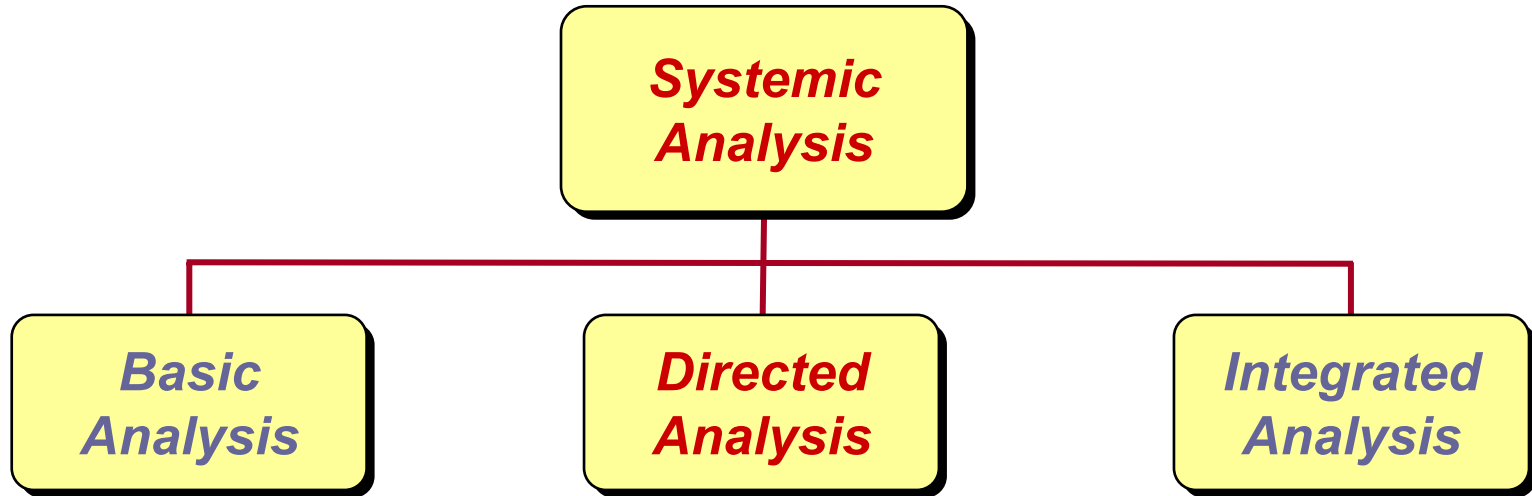 Systemic
Analysis
Basic
Analysis
Directed
Analysis
Integrated
Analysis